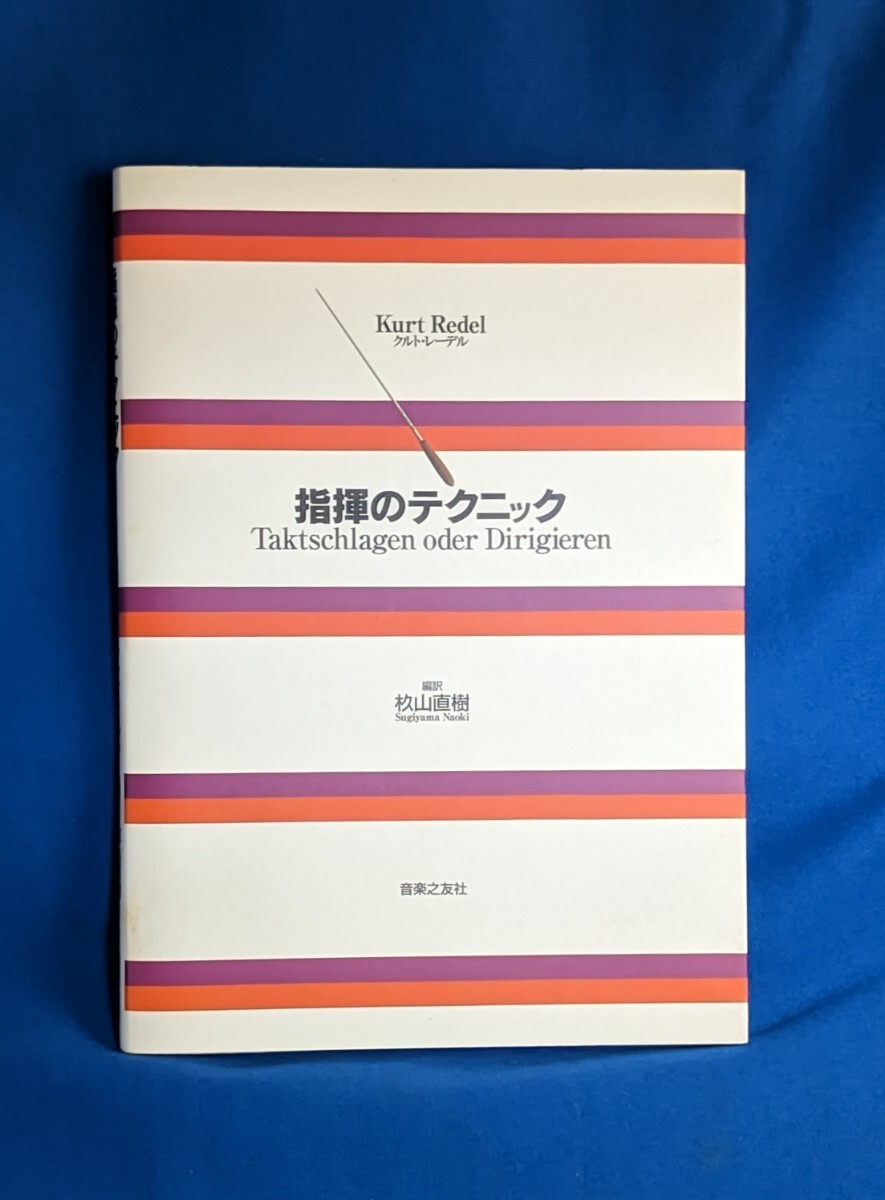 Kurt Redel
クルト・レーデル
指揮のテクニック
Taktschlagen oder Dirigieren
編訳
杉山直樹
Sugiyama Naoki
音楽之友社